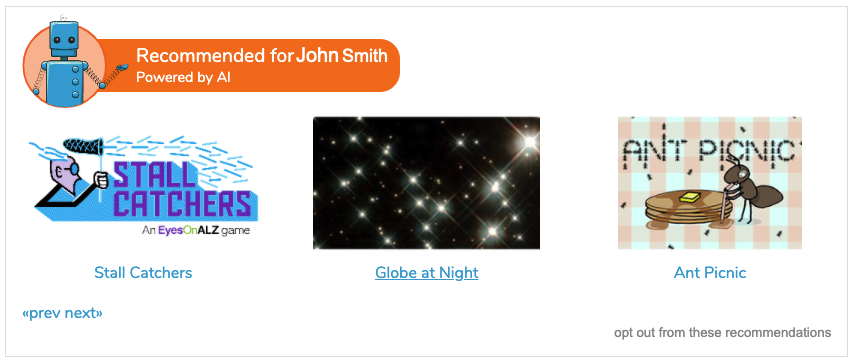 Recommended for John Smith
Powered by AI
STALL
CATCHERS
An EyesOnALZ game
ANT PICNIC
Stall Catchers
Globe at Night
Ant Picnic
«prev next»
opt out from these recommendations